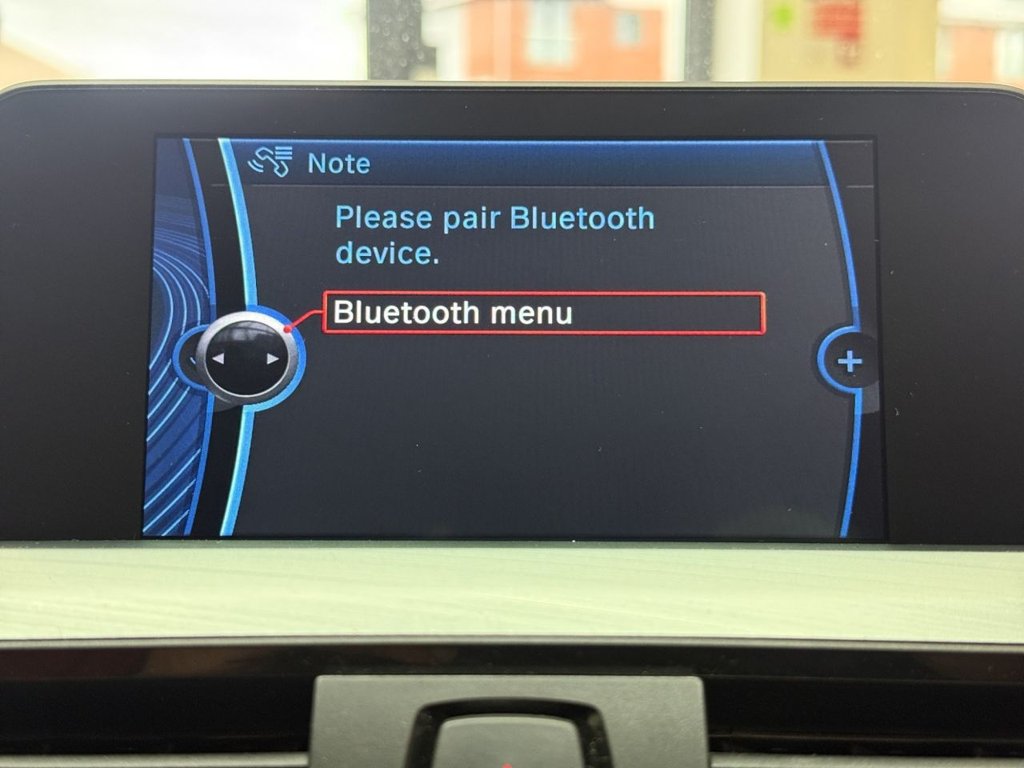 Note
Please pair Bluetooth
device.
Bluetooth menu